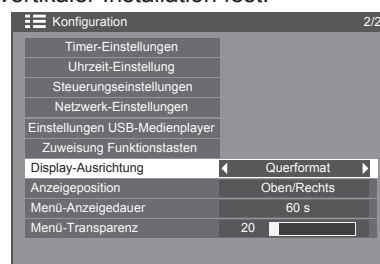 vertikaler Installation fest.
Konfiguration 2/2
Timer-Einstellungen
Uhrzeit-Einstellung
Steuerungseinstellungen
Netzwerk-Einstellungen
Einstellungen USB-Medienplayer
Zuweisung Funktionstasten
Display-Ausrichtung Querformat
Anzeigeposition Oben/Rechts
Menü-Anzeigedauer 60 s
Menü-Transparenz 20